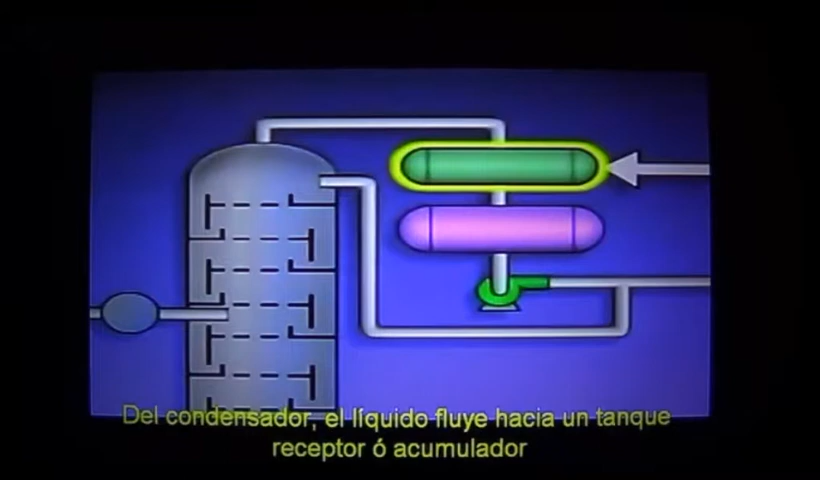 Del condensador, el líquido fluye hacia un tanque
receptor ó acumulador